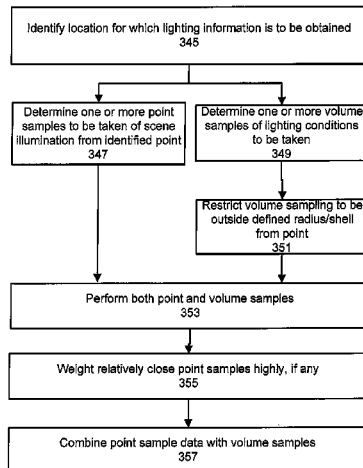 Identify location for which lighting information is to be obtained
345
Determine one or more point
samples to be taken of scene
illumination from identified point
347
Determine one or more volume
samples of lighting conditions
to be taken
349
Restrict volume sampling to be
outside defined radius/shell
from point
351
Perform both point and volume samples
353
Weight relatively close point samples highly, if any
355
Combine point sample data with volume samples
357